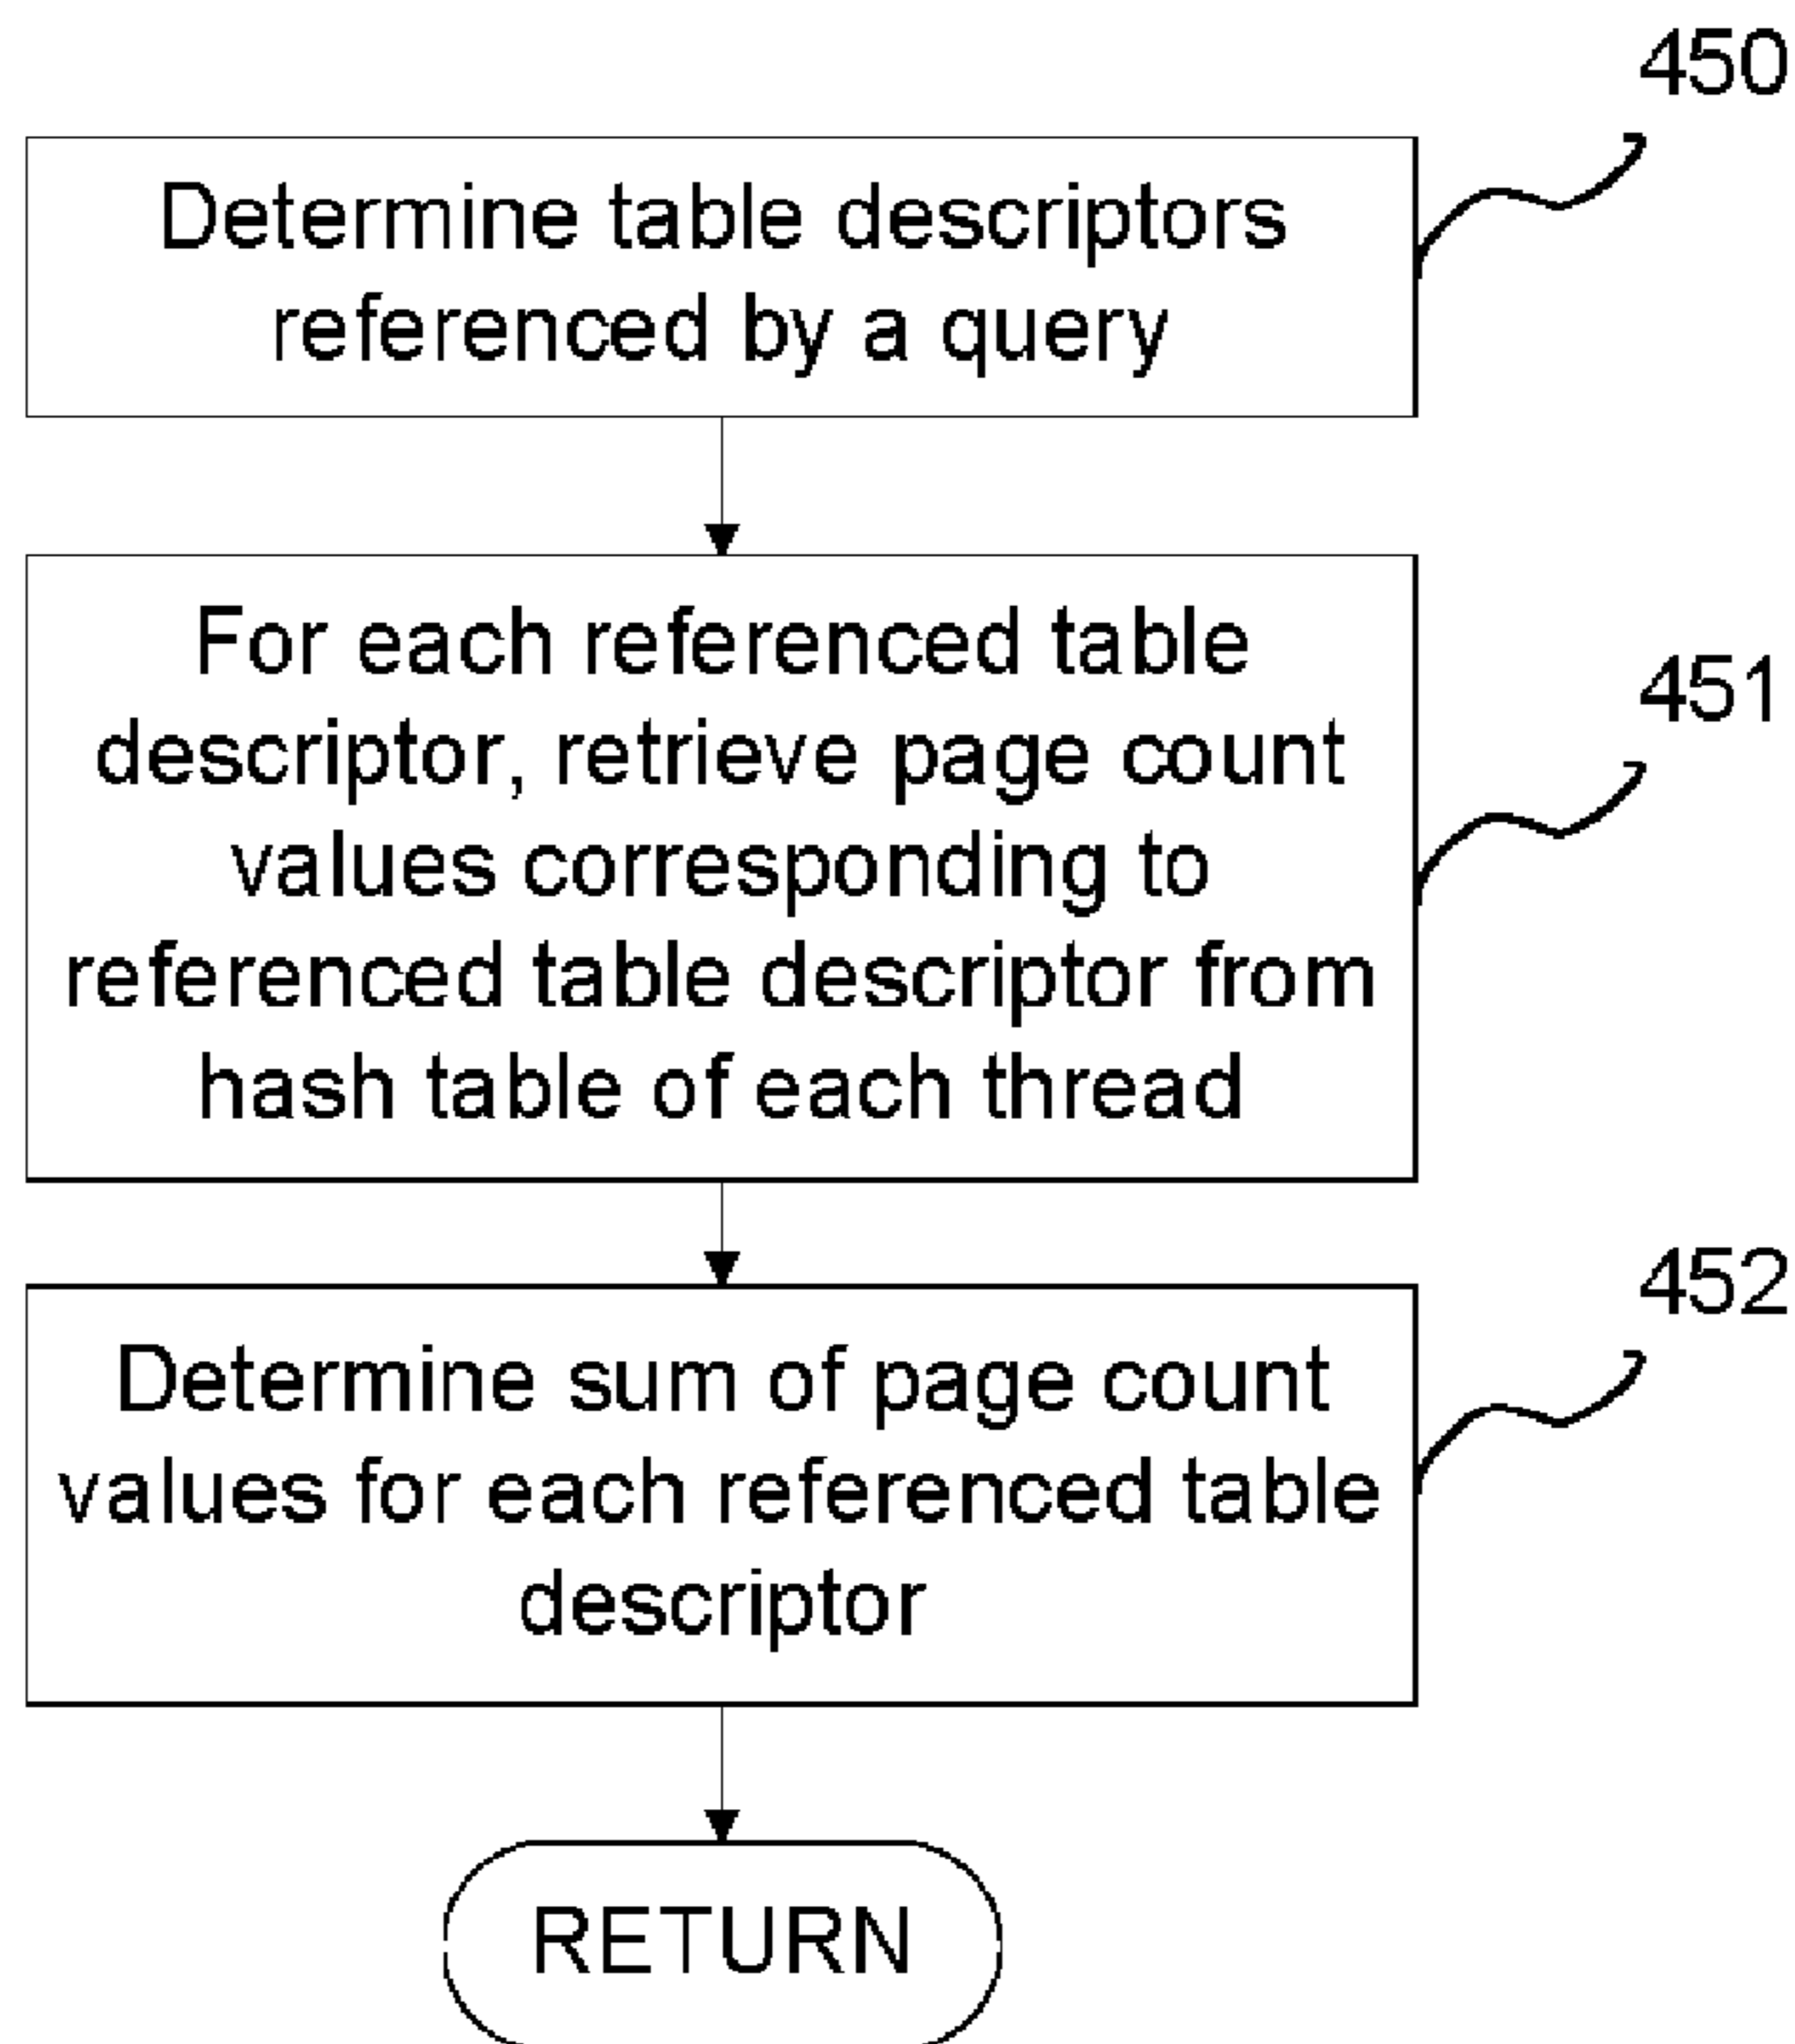 450
Determine table descriptors
referenced by a query
For each referenced table
451
descriptor, retrieve page count
values corresponding to
referenced table descriptor from
hash table of each thread
452
Determine sum of page count
values for each referenced table
descriptor
RETURN